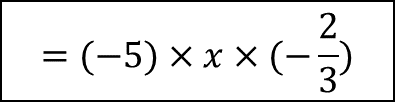 = (−5) × x × (−2/3)